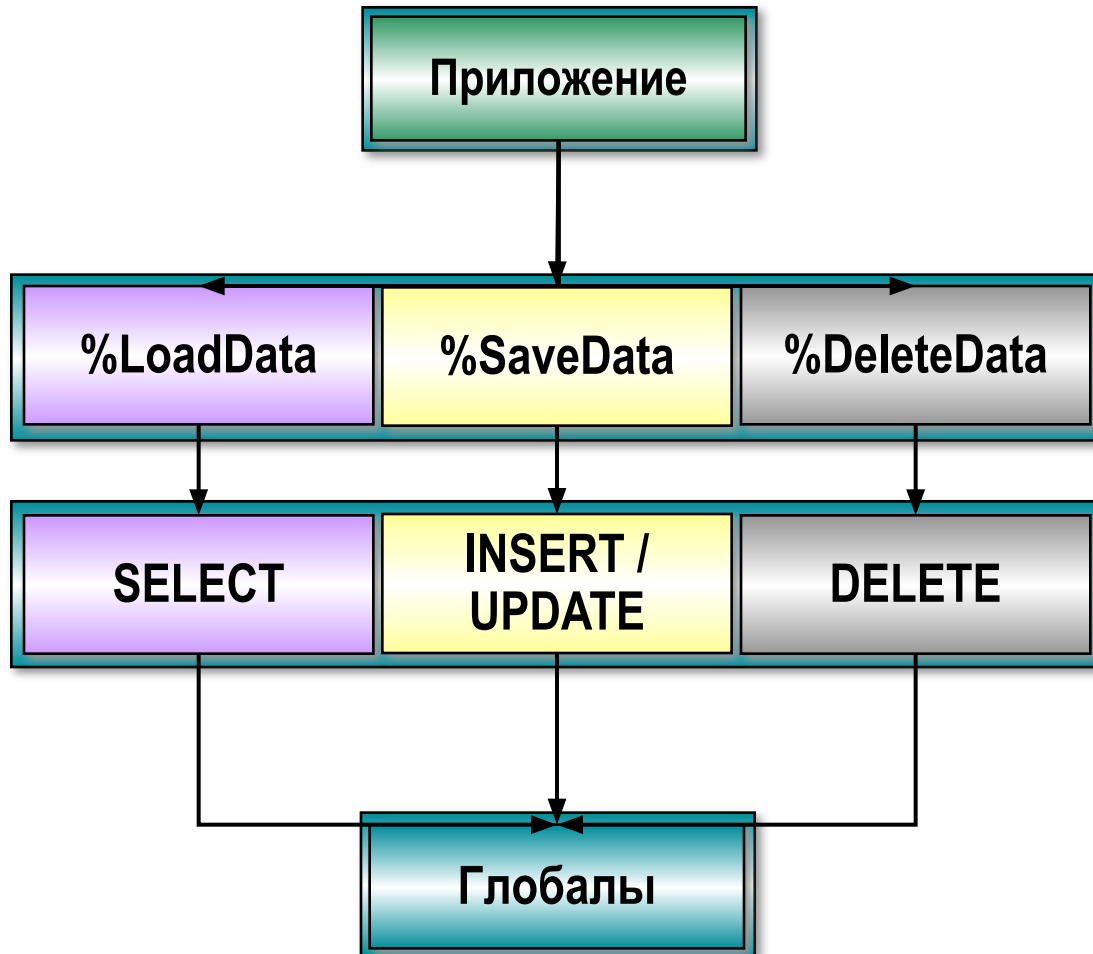 Приложение
%LoadData
%SaveData
%DeleteData
SELECT
INSERT /
UPDATE
DELETE
Глобалы